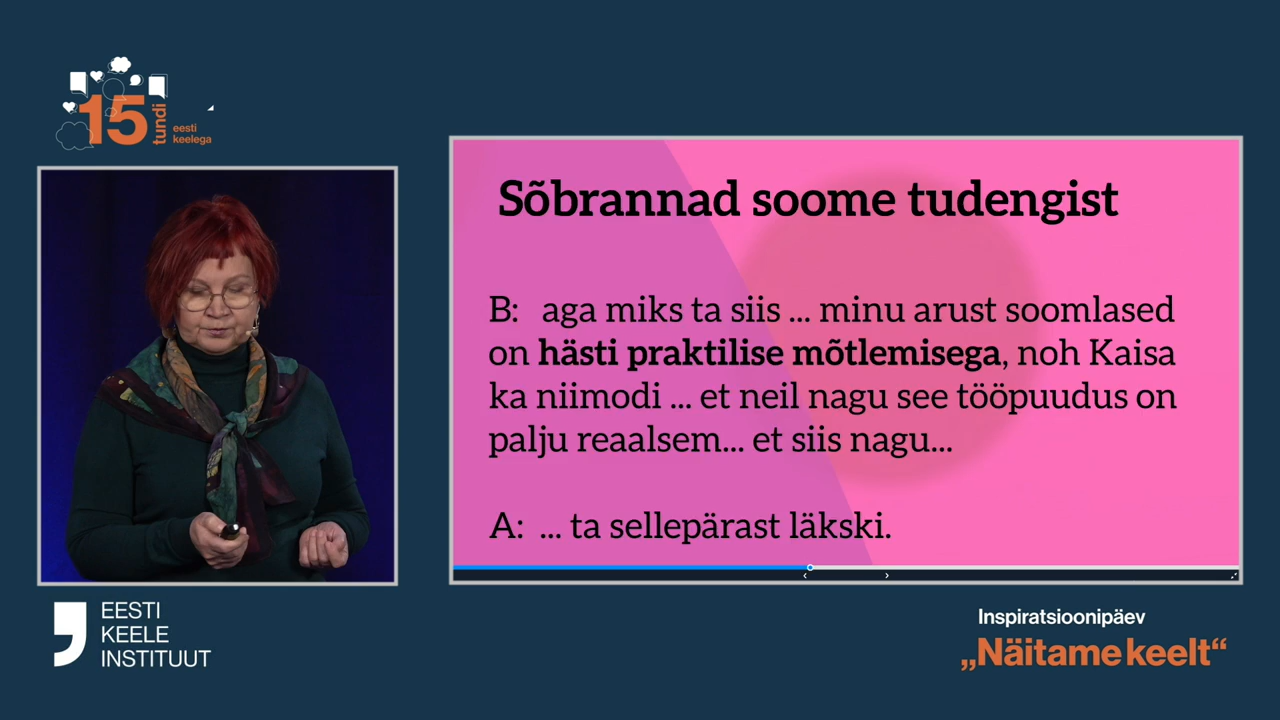 15
tundi
eesti
keelega
Sõbrannad soome tudengist
B: aga miks ta siis ... minu arust soomlased
on hästi praktilise mõtlemisega, noh Kaisa
ka niimodi ... et neil nagu see tööpuudus on
palju reaalsem... et siis nagu...
A: ... ta sellepärast läkski.
EESTI
KEELE
INSTITUUT
Inspiratsioonipäev
„Näitame keelt“